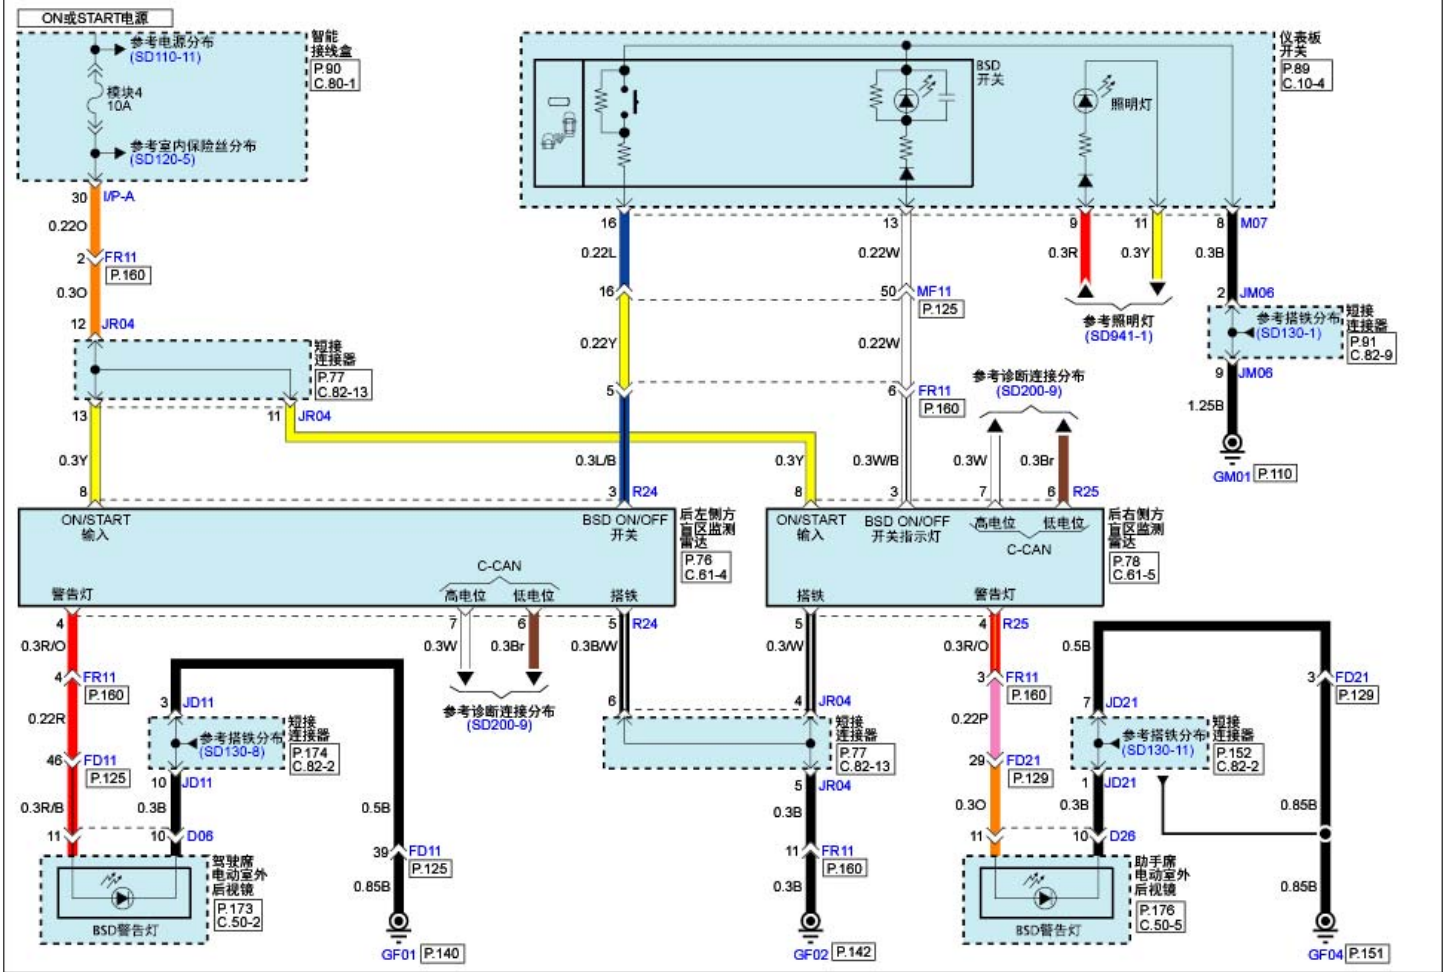 ON或START电源
参考电源分布
(SD110-11)
模块4
10A
参考室内保险丝分布
(SD120-5)
智能
接线盒
P.90
C.80-1
30 I/P-A
0.22O
2 FR11
P.160
0.3O
12 JR04
短接
连接器
P.77
C.82-13
13
11 JR04
0.3Y
8
BSD
开关
照明灯
仪表板
开关
P.89
C.10-4
16
13
9
11
8 M07
0.22L
0.22W
0.3R
0.3Y
0.3B
16
50 MF11
P.125
参考照明灯
(SD941-1)
2 JM06
参考搭铁分布
(SD130-1)
短接
连接器
P.91
C.82-9
9 JM06
1.25B
GM01 P.110
0.22Y
0.22W
5
6 FR11
P.160
参考诊断连接分布
(SD200-9)
0.3L/B
0.3Y
0.3W/B
0.3W
0.3Br
3 R24
8
3
7
6 R25
ON/START
输入
BSD ON/OFF
开关
后左侧方
盲区监测
雷达
P.76
C.61-4
C-CAN
高电位
低电位
警告灯
搭铁
ON/START
输入
BSD ON/OFF
开关指示灯
高电位
低电位
C-CAN
后右侧方
盲区监测
雷达
P.78
C.61-5
搭铁
警告灯
4
7
6
5 R24
5
4 R25
0.3R/O
0.3W
0.3Br
0.3B/W
0.3/W
0.3R/O
0.5B
4 FR11
P.160
参考诊断连接分布
(SD200-9)
6
4 JR04
3 FR11
P.160
3 FD21
P.129
0.22R
3 JD11
参考搭铁分布
(SD130-8)
短接
连接器
P.174
C.82-2
短接
连接器
P.77
C.82-13
0.22P
7 JD21
参考搭铁分布
(SD130-11)
短接
连接器
P.152
C.82-2
46 FD11
P.125
10 JD11
5 JR04
29 FD21
P.129
1 JD21
0.3R/B
0.3B
0.5B
0.3B
0.3O
0.3B
0.85B
11
10 D06
11
10 D26
39 FD11
P.125
11 FR11
P.160
驾驶席
电动室外
后视镜
P.173
C.50-2
BSD警告灯
0.85B
0.3B
助手席
电动室外
后视镜
P.176
C.50-5
BSD警告灯
0.85B
GF01 P.140
GF02 P.142
GF04 P.151